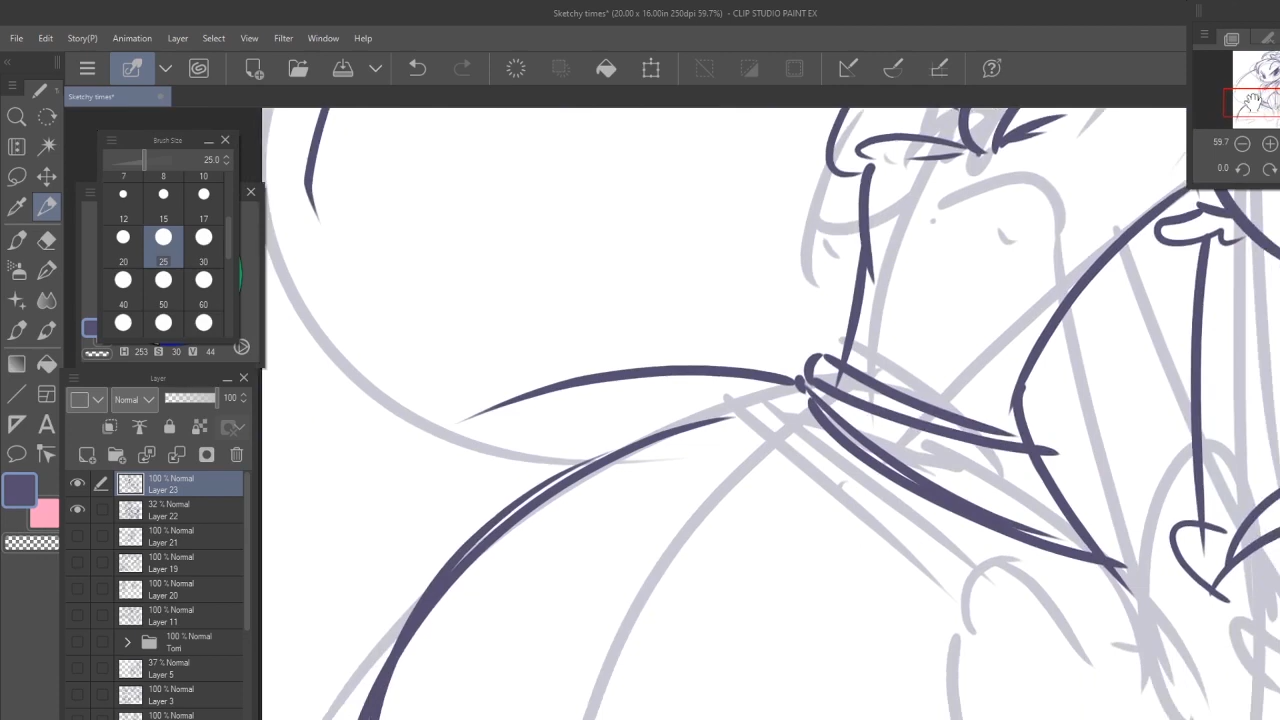 Sketchy times* (20.00 x 16.00in 250dpi 59.7%) - CLIP STUDIO PAINT EX
File Edit Story(P) Animation Layer Select View Filter Window Help
Sketchy times*
Brush Size
25.0
7 8 10
12 15 17
20 25 30
40 50 60
H 253 S 30 V 44
59.7
0.0
Layer
Normal 100
100 % Normal
Layer 23
32 % Normal
Layer 22
100 % Normal
Layer 21
100 % Normal
Layer 19
100 % Normal
Layer 20
100 % Normal
Layer 11
100 % Normal
Torri
37 % Normal
Layer 5
100 % Normal
Layer 3
100 % Normal